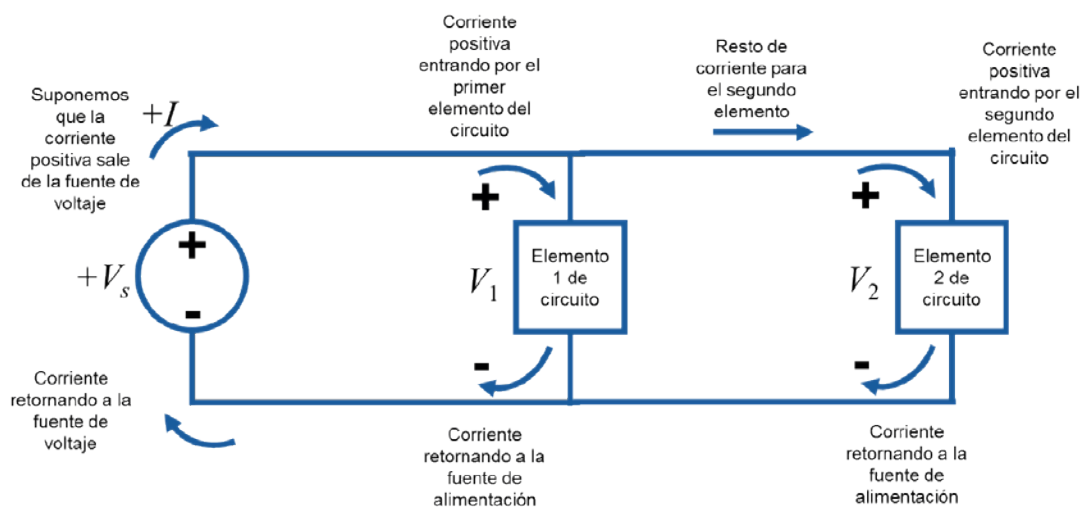 Suponemos
que la
corriente
positiva sale
de la fuente de
voltaje
+I
Corriente
positiva
entrando por el
primer
elemento del
circuito
Resto de
corriente para
el segundo
elemento
Corriente
positiva
entrando por el
segundo
elemento del
circuito
+
-
+Vs
+
V1
-
Elemento
1 de
circuito
+
V2
-
Elemento
2 de
circuito
Corriente
retornando a la
fuente de
voltaje
Corriente
retornando a la
fuente de
alimentación
Corriente
retornando a la
fuente de
alimentación